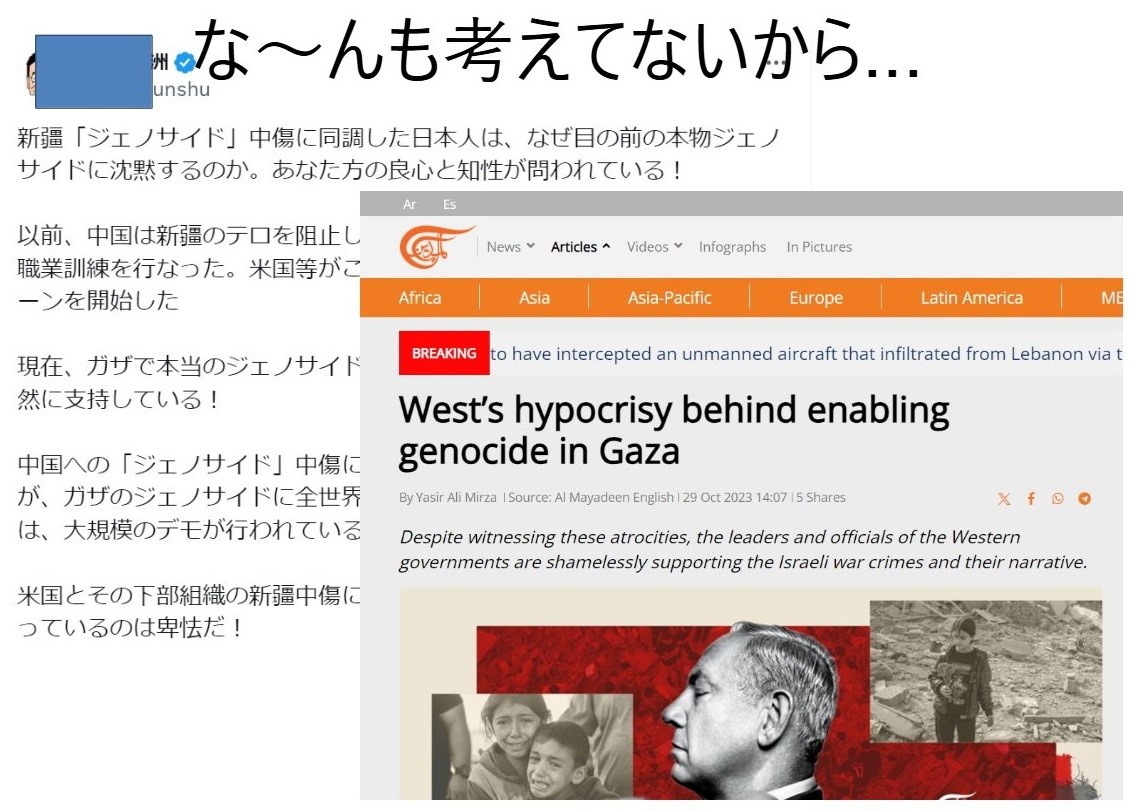 な～んも考えてないから...
洲
unshu
新疆「ジェノサイド」中傷に同調した日本人は、なぜ目の前の本物ジェノ
サイドに沈黙するのか。あなた方の良心と知性が問われている！
以前、中国は新疆のテロを阻止し
職業訓練を行なった。米国等がこ
ーンを開始した
現在、ガザで本当のジェノサイド
然に支持している！
中国への「ジェノサイド」中傷に
が、ガザのジェノサイドに全世界
は、大規模のデモが行われている
米国とその下部組織の新疆中傷に
っているのは卑怯だ！
Ar Es
News Articles Videos Infographs In Pictures
Africa Asia Asia-Pacific Europe Latin America ME
BREAKING to have intercepted an unmanned aircraft that infiltrated from Lebanon via t
West’s hypocrisy behind enabling
genocide in Gaza
By Yasir Ali Mirza | Source: Al Mayadeen English | 29 Oct 2023 14:07 | 5 Shares
Despite witnessing these atrocities, the leaders and officials of the Western
governments are shamelessly supporting the Israeli war crimes and their narrative.